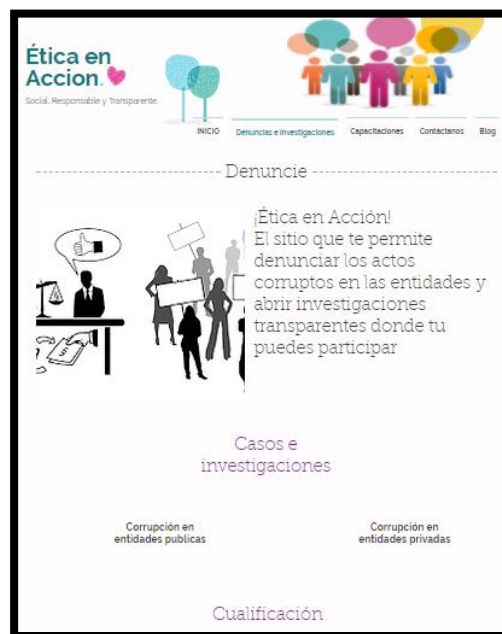 Ética en
Accion.
Social, Responsable y Transparente.
INICIO Denuncias e Investigaciones Capacitaciones Contáctanos Blog
Denuncie
¡Ética en Acción!
El sitio que te permite
denunciar los actos
corruptos en las entidades y
abrir investigaciones
transparentes donde tu
puedes participar
$
Casos e
investigaciones
Corrupción en
entidades publicas
Corrupción en
entidades privadas
Cualificación